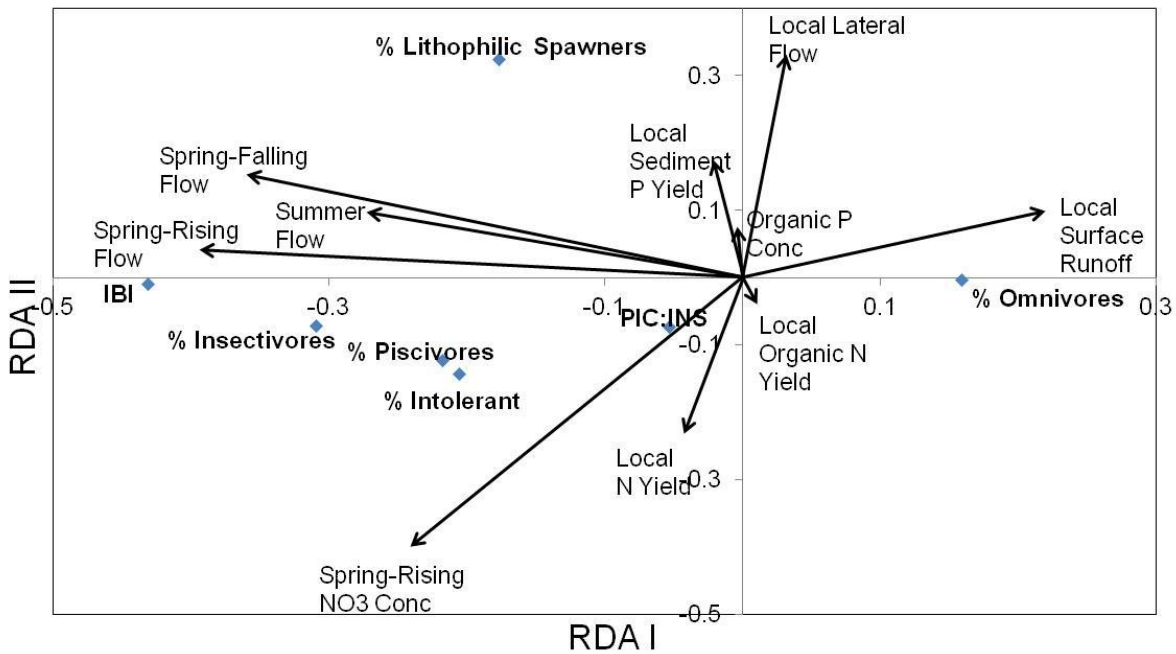 Local Lateral
Flow
% Lithophilic Spawners
0.3
Local
Sediment
P Yield
Spring-Falling
Flow
Summer
Flow
0.1
Organic P
Conc
Local
Surface
Runoff
Spring-Rising
Flow
IBI
-0.5
-0.3
-0.1
0.1
0.3
% Omnivores
PIC:INS
% Insectivores
% Piscivores
-0.1
Local
Organic N
Yield
% Intolerant
Local
N Yield
-0.3
Spring-Rising
NO3 Conc
-0.5
RDA II
RDA I